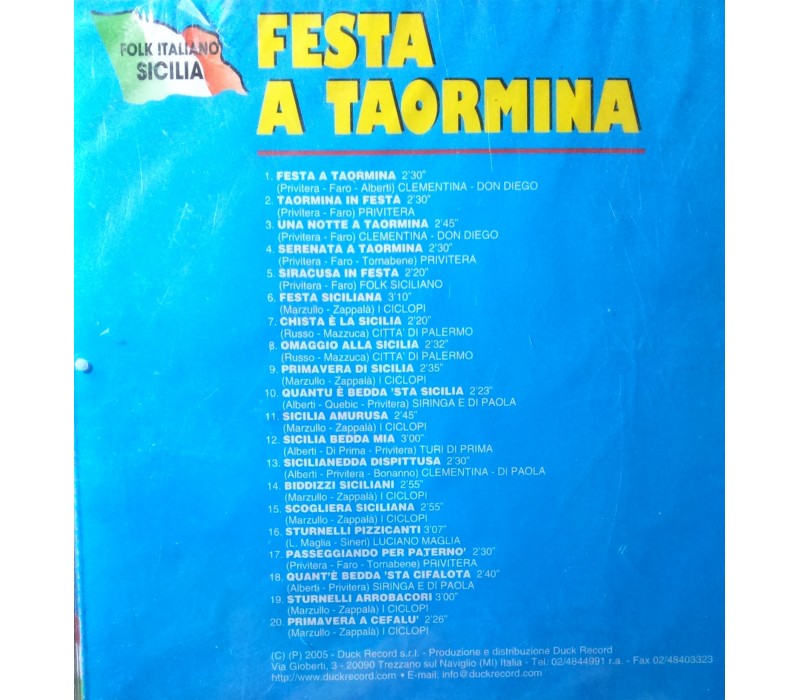 FOLK ITALIANO
SICILIA
FESTA
A TAORMINA
1. FESTA A TAORMINA 2'30"
(Privitera - Faro - Alberti) CLEMENTINA - DON DIEGO
2. TAORMINA IN FESTA 2'30"
(Privitera - Faro) PRIVITERA
3. UNA NOTTE A TAORMINA 2'45"
(Privitera - Faro) CLEMENTINA - DON DIEGO
4. SERENATA A TAORMINA 2'30"
(Privitera - Faro - Tornabene) PRIVITERA
5. SIRACUSA IN FESTA 2'20"
(Privitera - Faro) FOLK SICILIANO
6. FESTA SICILIANA 3'10"
(Marzullo - Zappalà) I CICLOPI
7. CHISTA È LA SICILIA 2'20"
(Russo - Mazzuca) CITTA' DI PALERMO
8. OMAGGIO ALLA SICILIA 2'32"
(Russo - Mazzuca) CITTA' DI PALERMO
9. PRIMAVERA DI SICILIA 2'35"
(Marzullo - Zappalà) I CICLOPI
10. QUANTU È BEDDA 'STA SICILIA 2'23"
(Alberti - Quebic - Privitera) SIRINGA E DI PAOLA
11. SICILIA AMURUSA 2'45"
(Marzullo - Zappalà) I CICLOPI
12. SICILIA BEDDA MIA 3'00"
(Alberti - Di Prima - Privitera) TURI DI PRIMA
13. SICILIANEDDA DISPITTUSA 2'30"
(Alberti - Privitera - Bonanno) CLEMENTINA - DI PAOLA
14. BIDDIZZI SICILIANI 2'55"
(Marzullo - Zappalà) I CICLOPI
15. SCOGLIERA SICILIANA 2'55"
(Marzullo - Zappalà) I CICLOPI
16. STURNELLI PIZZICANTI 3'07"
(L. Maglia - Sineri) LUCIANO MAGLIA
17. PASSEGGIANDO PER PATERNO' 2'30"
(Privitera - Faro - Tornabene) PRIVITERA
18. QUANT'È BEDDA 'STA CIFALOTA 2'40"
(Alberti - Privitera) SIRINGA E DI PAOLA
19. STURNELLI ARROBACORI 3'00"
(Marzullo - Zappalà) I CICLOPI
20. PRIMAVERA A CEFALU' 2'26"
(Marzullo - Zappalà) I CICLOPI
(C) (P) 2005 - Duck Record s.r.l. - Produzione e distribuzione Duck Record
Via Gioberti, 3 - 20090 Trezzano sul Naviglio (MI) Italia - Tel. 02/4844991 r.a. - Fax 02/48403323
http://www.duckrecord.com • E-mail: info@duckrecord.com